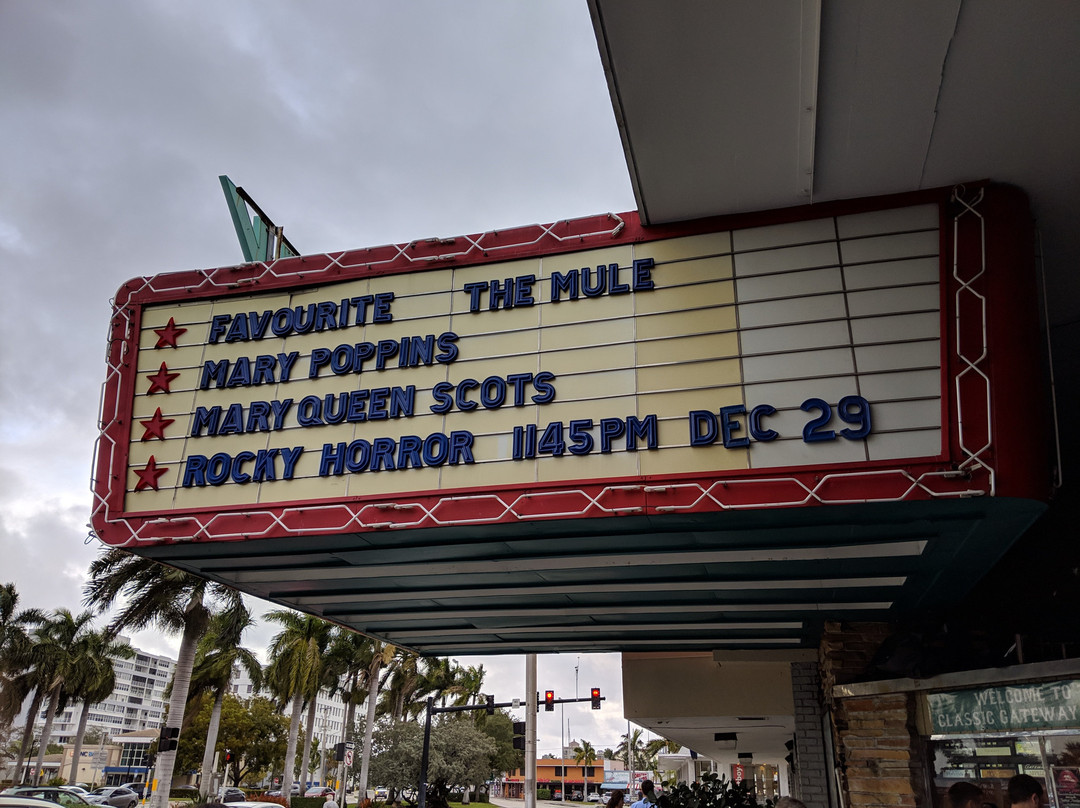 FAVOURITE THE MULE
MARY POPPINS
MARY QUEEN SCOTS
ROCKY HORROR 1145PM DEC 29
WELCOME TO
CLASSIC GATEWAY